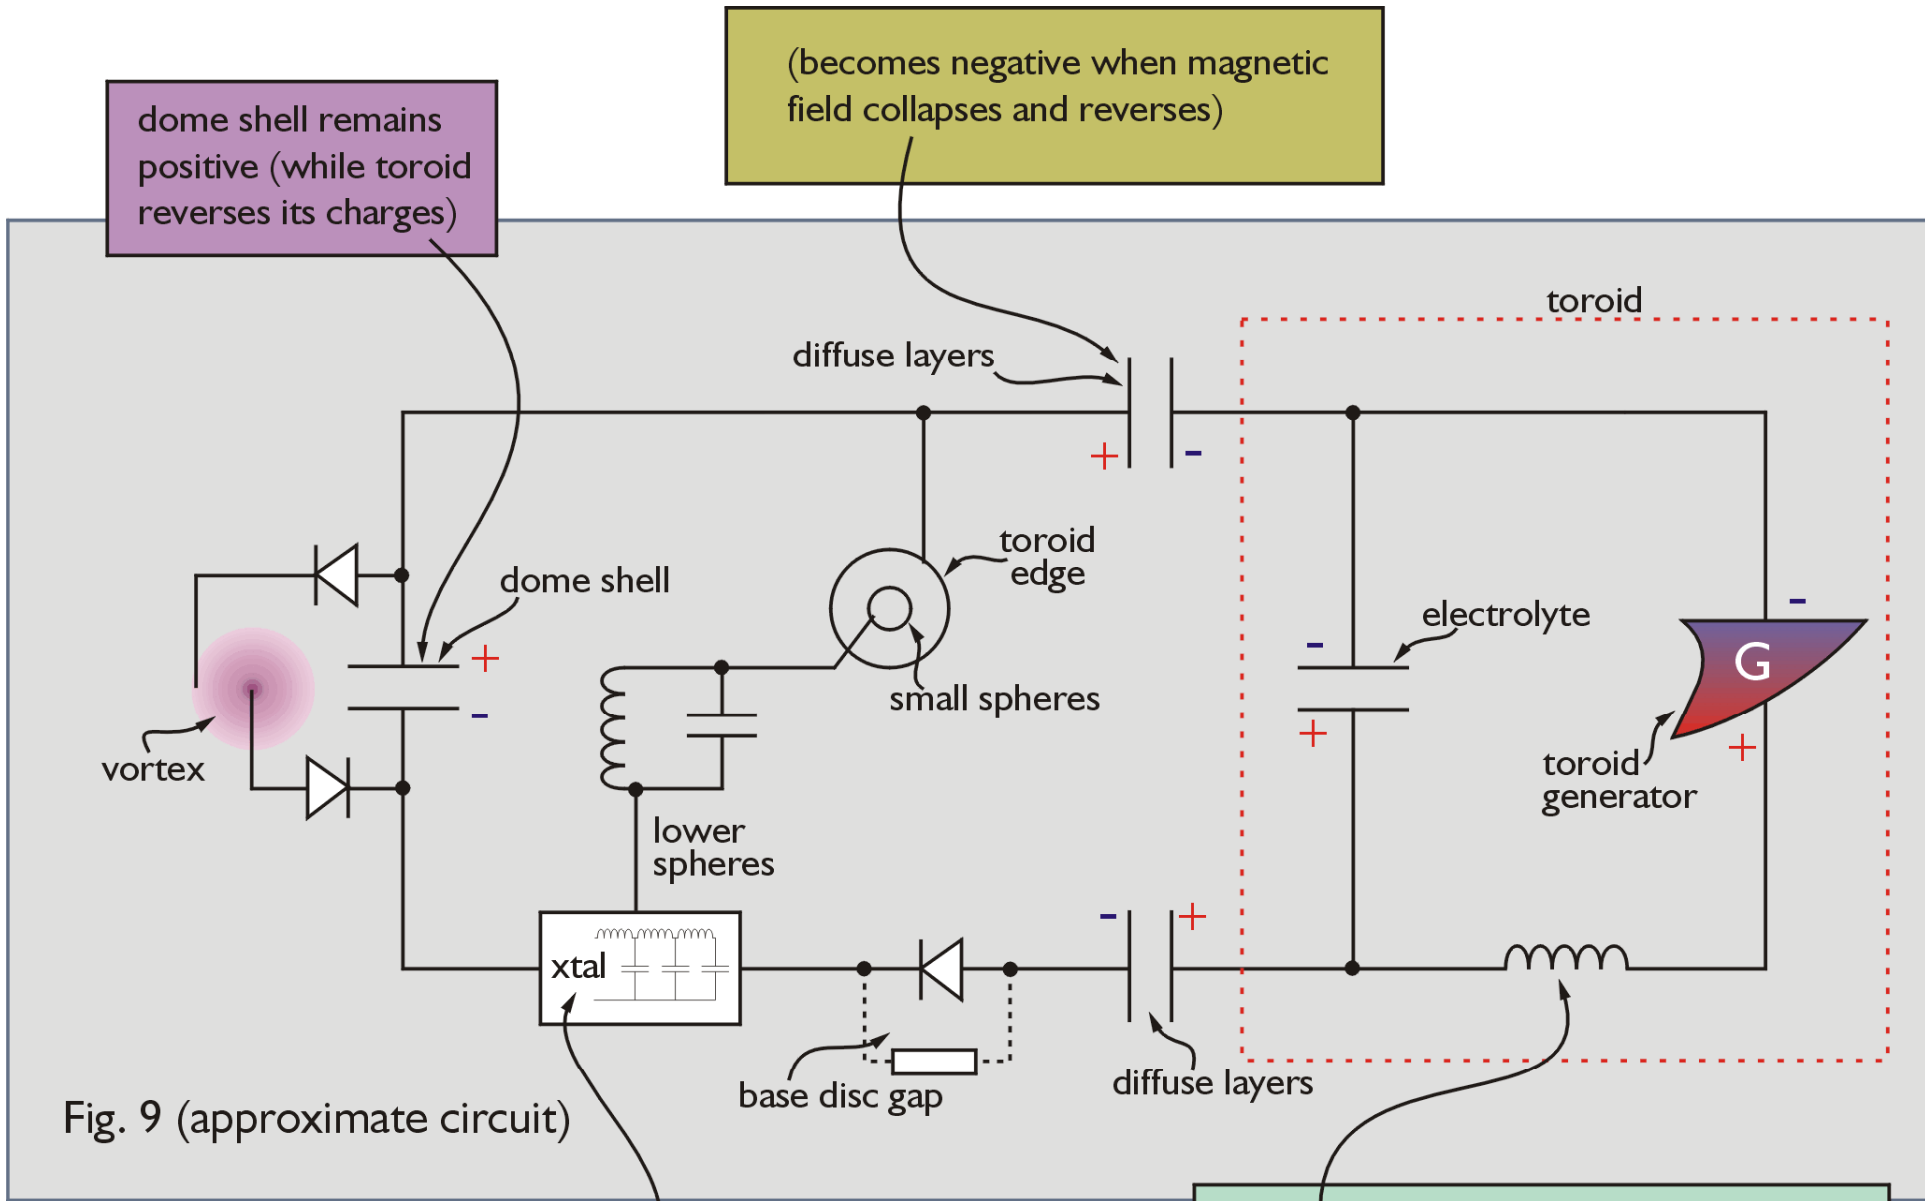 (becomes negative when magnetic
field collapses and reverses)
dome shell remains
positive (while toroid
reverses its charges)
toroid
diffuse layers
+
-
toroid
edge
dome shell
+
-
small spheres
electrolyte
-
+
-
G
+
toroid
generator
vortex
lower
spheres
xtal
-
+
base disc gap
diffuse layers
Fig. 9 (approximate circuit)